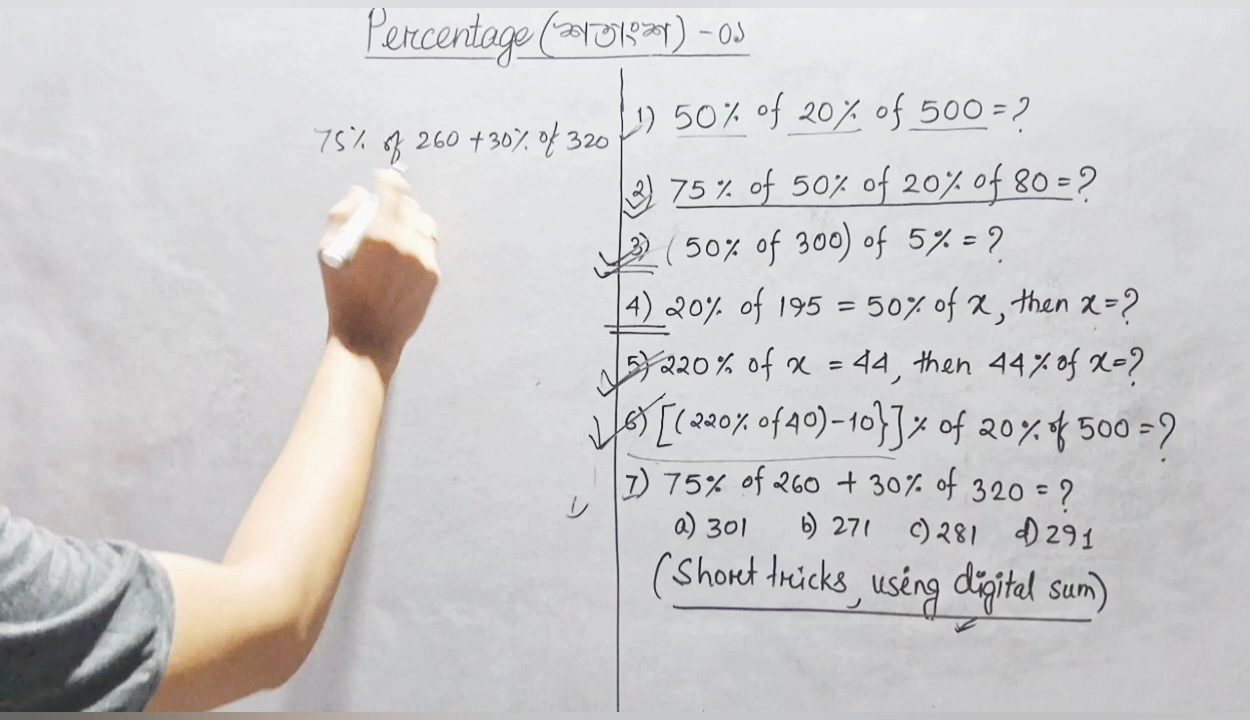 Percentage (শতাংশ) - ০১
75% of 260 + 30% of 320
1) 50% of 20% of 500 = ?
2) 75% of 50% of 20% of 80 = ?
3) (50% of 300) of 5% = ?
4) 20% of 195 = 50% of x, then x = ?
5) 220% of x = 44, then 44% of x = ?
6) [(220% of 40) - 10}] % of 20% of 500 = ?
7) 75% of 260 + 30% of 320 = ?
a) 301 b) 271 c) 281 d) 291
(Short tricks, using digital sum)